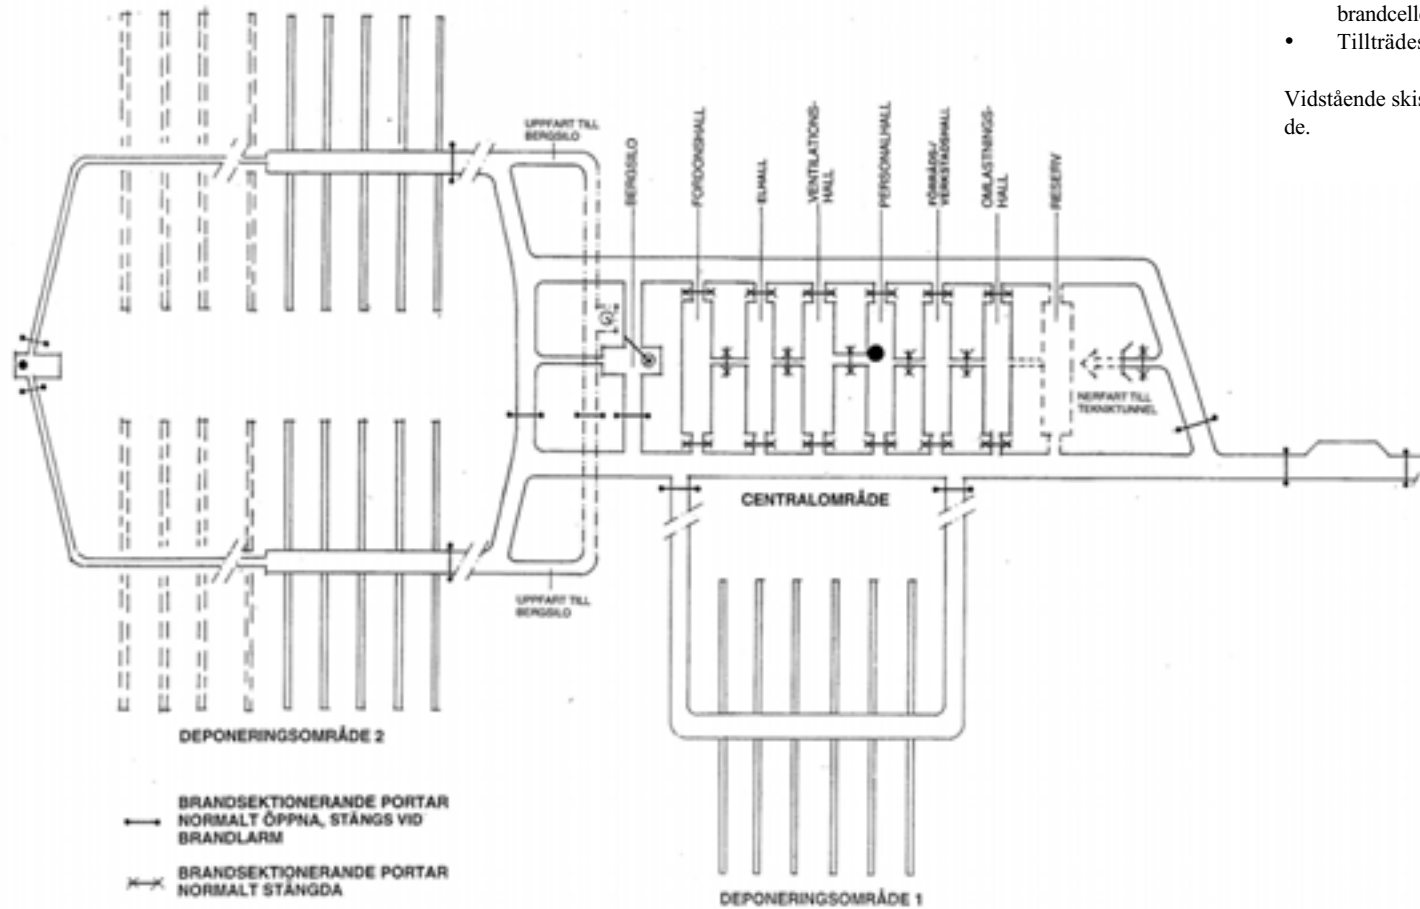 brandcelle
• Tillträdes
Vidstående skis
de.
UPPFART TILL
BERGSILO
BERGSILO
FORDONSHALL
ELHALL
VENTILATIONS-
HALL
PERSONALHALL
FÖRRÅDS-/
VERKSTADSHALL
OMLASTNINGS-
HALL
RESERV
NERFART TILL
TEKNIKTUNNEL
CENTRALOMRÅDE
UPPFART TILL
BERGSILO
DEPONERINGSOMRÅDE 2
BRANDSEKTIONERANDE PORTAR
NORMALT ÖPPNA, STÄNGS VID
BRANDLARM
BRANDSEKTIONERANDE PORTAR
NORMALT STÄNGDA
DEPONERINGSOMRÅDE 1